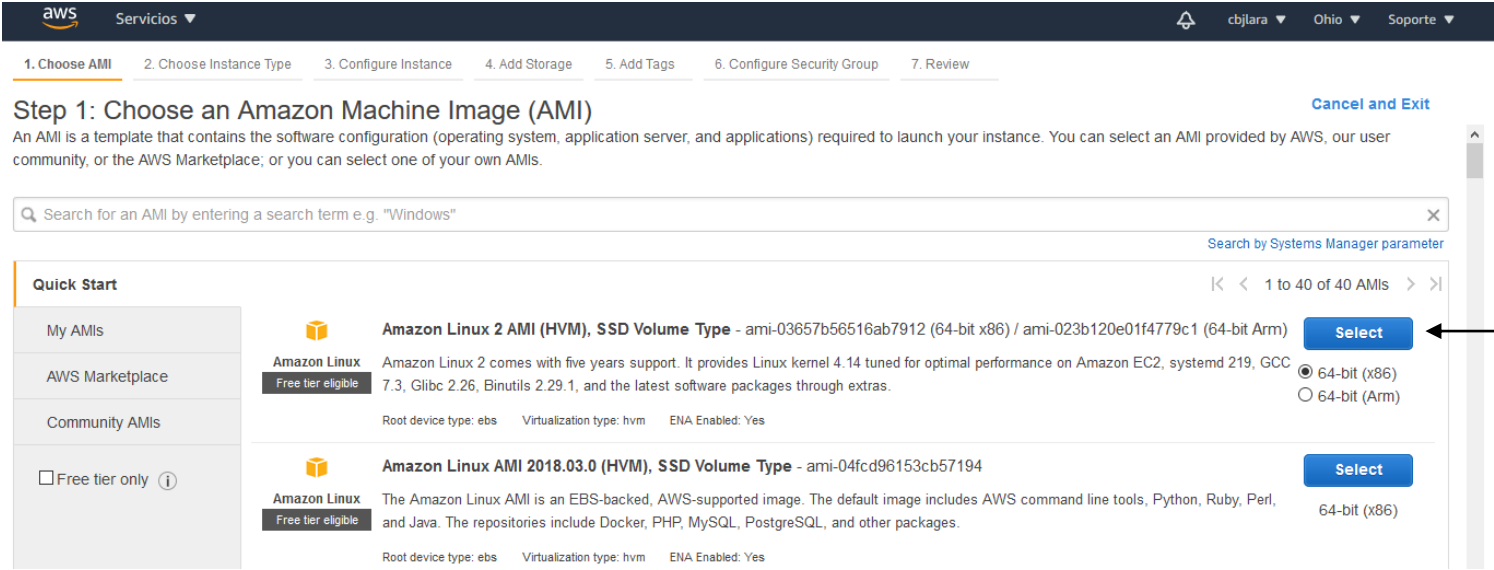 aws Servicios ▼ cbjlara ▼ Ohio ▼ Soporte ▼
1. Choose AMI 2. Choose Instance Type 3. Configure Instance 4. Add Storage 5. Add Tags 6. Configure Security Group 7. Review
Step 1: Choose an Amazon Machine Image (AMI) Cancel and Exit
An AMI is a template that contains the software configuration (operating system, application server, and applications) required to launch your instance. You can select an AMI provided by AWS, our user
community, or the AWS Marketplace; or you can select one of your own AMIs.
Search for an AMI by entering a search term e.g. "Windows"
Search by Systems Manager parameter
Quick Start
1 to 40 of 40 AMIs
My AMIs
AWS Marketplace
Community AMIs
Free tier only
Amazon Linux
Free tier eligible
Amazon Linux 2 AMI (HVM), SSD Volume Type - ami-03657b56516ab7912 (64-bit x86) / ami-023b120e01f4779c1 (64-bit Arm)
Amazon Linux 2 comes with five years support. It provides Linux kernel 4.14 tuned for optimal performance on Amazon EC2, systemd 219, GCC
7.3, Glibc 2.26, Binutils 2.29.1, and the latest software packages through extras.
Root device type: ebs Virtualization type: hvm ENA Enabled: Yes
Select
64-bit (x86)
64-bit (Arm)
Amazon Linux
Free tier eligible
Amazon Linux AMI 2018.03.0 (HVM), SSD Volume Type - ami-04fcd96153cb57194
The Amazon Linux AMI is an EBS-backed, AWS-supported image. The default image includes AWS command line tools, Python, Ruby, Perl,
and Java. The repositories include Docker, PHP, MySQL, PostgreSQL, and other packages.
Root device type: ebs Virtualization type: hvm ENA Enabled: Yes
Select
64-bit (x86)